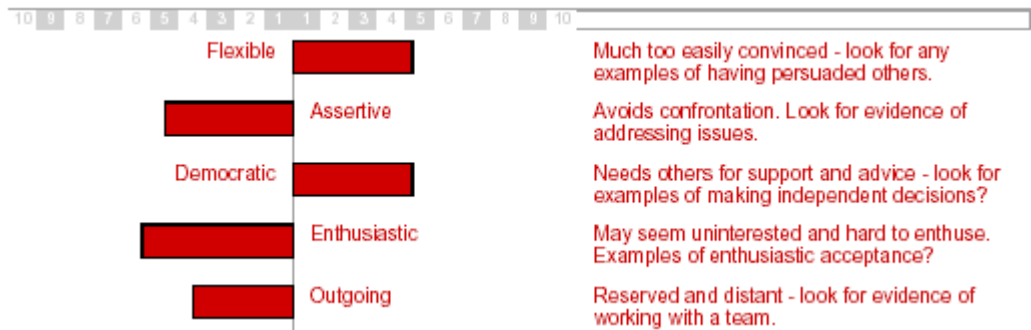 10 9 8 7 6 5 4 3 2 1 1 2 3 4 5 6 7 8 9 10
Flexible
Much too easily convinced - look for any
examples of having persuaded others.
Assertive
Avoids confrontation. Look for evidence of
addressing issues.
Democratic
Needs others for support and advice - look for
examples of making independent decisions?
Enthusiastic
May seem uninterested and hard to enthuse.
Examples of enthusiastic acceptance?
Outgoing
Reserved and distant - look for evidence of
working with a team.